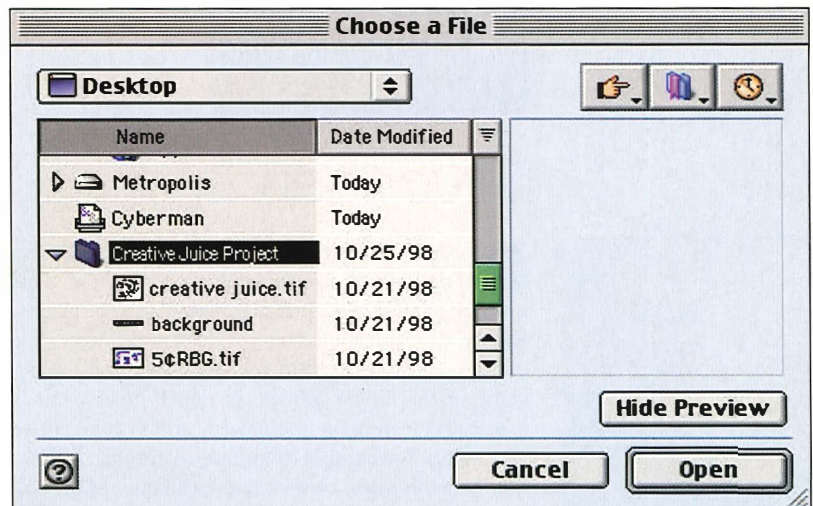 Choose a File
Desktop
Name Date Modified
Metropolis Today
Cyberman Today
Creative Juice Project 10/25/98
creative juice.tif 10/21/98
background 10/21/98
5¢RBG.tif 10/21/98
Hide Preview
Cancel Open